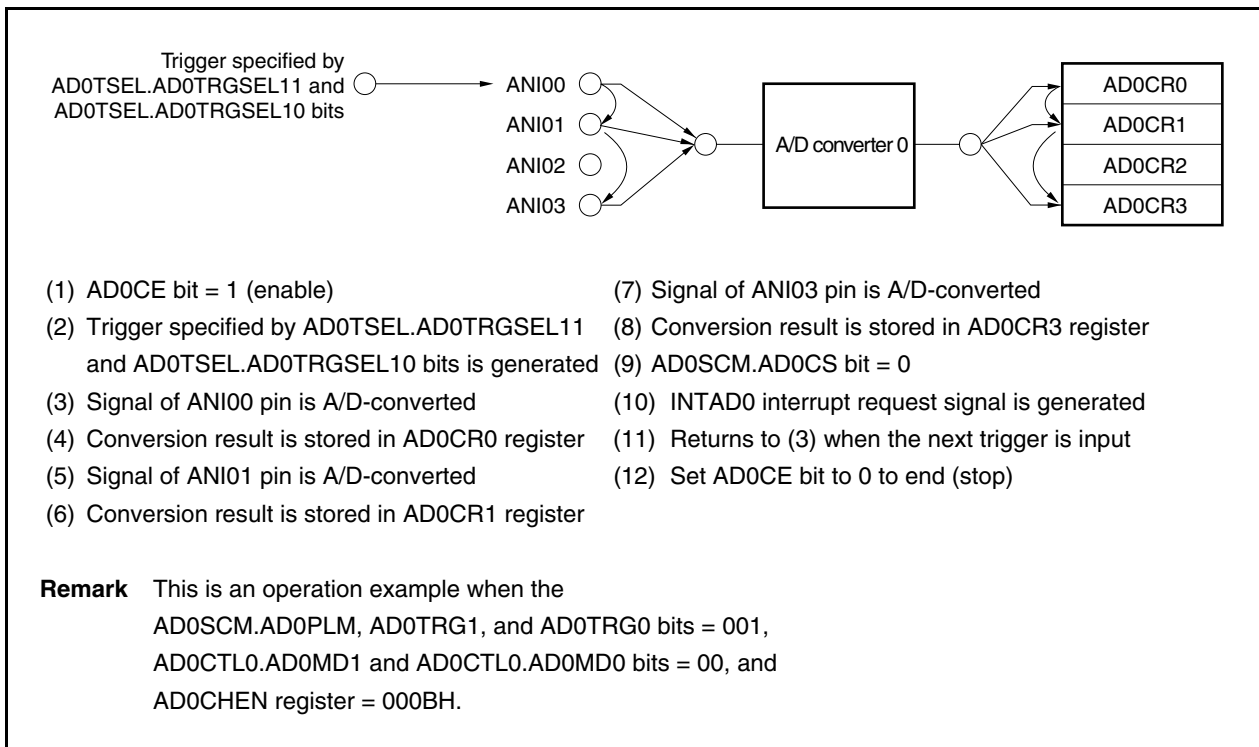 Trigger specified by
AD0TSEL.AD0TRGSEL11 and
AD0TSEL.AD0TRGSEL10 bits
ANI00
ANI01
ANI02
ANI03
A/D converter 0
AD0CR0
AD0CR1
AD0CR2
AD0CR3
(1) AD0CE bit = 1 (enable)
(2) Trigger specified by AD0TSEL.AD0TRGSEL11
and AD0TSEL.AD0TRGSEL10 bits is generated
(3) Signal of ANI00 pin is A/D-converted
(4) Conversion result is stored in AD0CR0 register
(5) Signal of ANI01 pin is A/D-converted
(6) Conversion result is stored in AD0CR1 register
(7) Signal of ANI03 pin is A/D-converted
(8) Conversion result is stored in AD0CR3 register
(9) AD0SCM.AD0CS bit = 0
(10) INTAD0 interrupt request signal is generated
(11) Returns to (3) when the next trigger is input
(12) Set AD0CE bit to 0 to end (stop)
Remark This is an operation example when the
AD0SCM.AD0PLM, AD0TRG1, and AD0TRG0 bits = 001,
AD0CTL0.AD0MD1 and AD0CTL0.AD0MD0 bits = 00, and
AD0CHEN register = 000BH.